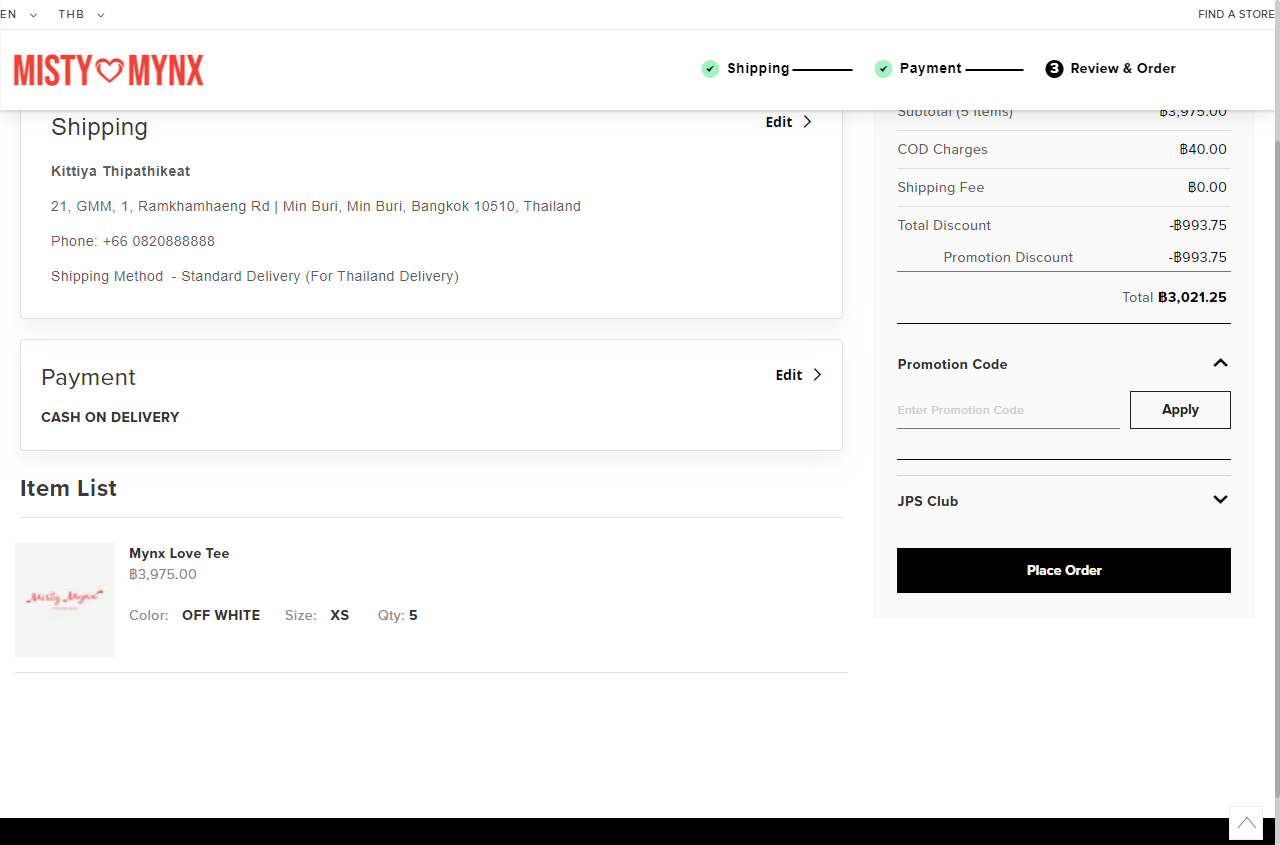 EN THB FIND A STORE
MISTY MYNX
Shipping Payment 3 Review & Order
Shipping
Edit
Kittiya Thipathikeat
21, GMM, 1, Ramkhamhaeng Rd | Min Buri, Min Buri, Bangkok 10510, Thailand
Phone: +66 0820888888
Shipping Method - Standard Delivery (For Thailand Delivery)
Payment
Edit
CASH ON DELIVERY
Item List
Misty Mynx
Mynx Love Tee
฿3,975.00
Color: OFF WHITE Size: XS Qty: 5
Subtotal (5 Items) ฿3,975.00
COD Charges ฿40.00
Shipping Fee ฿0.00
Total Discount -฿993.75
Promotion Discount -฿993.75
Total ฿3,021.25
Promotion Code
Enter Promotion Code Apply
JPS Club
Place Order